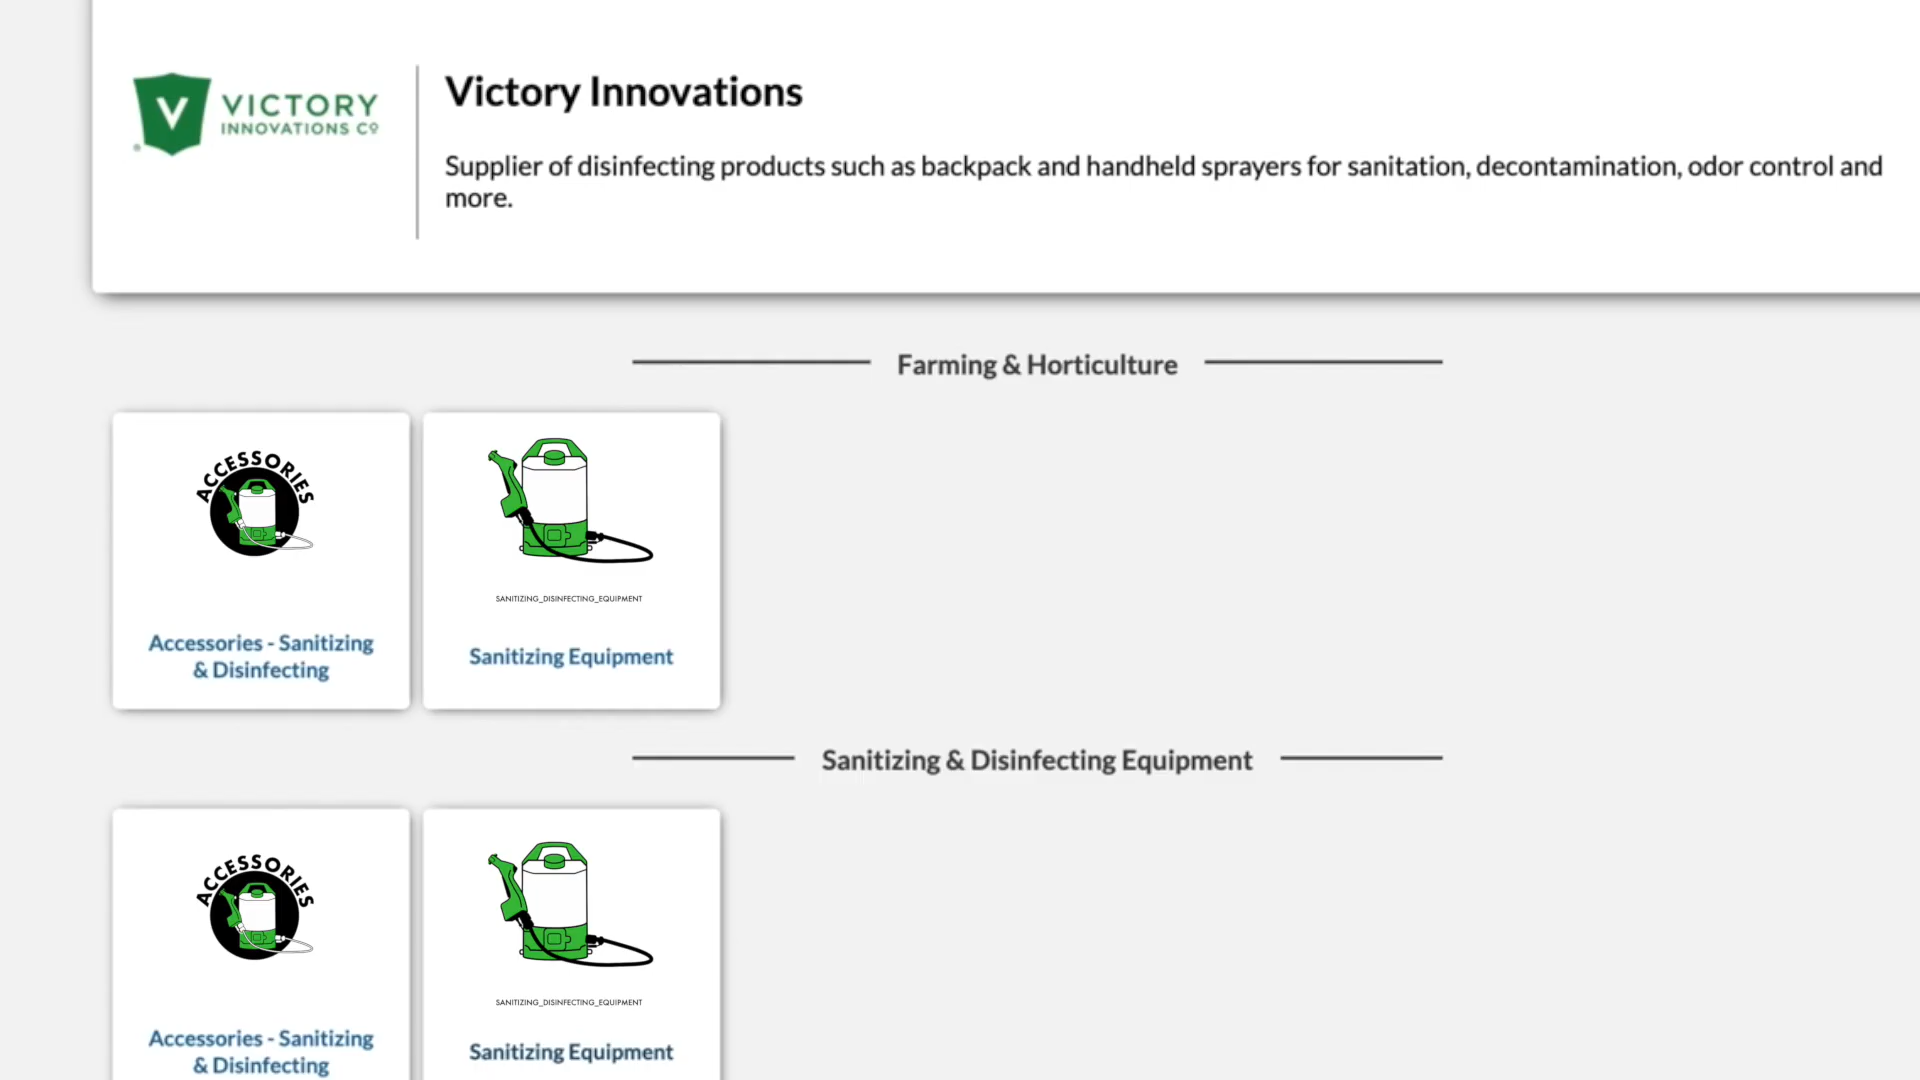 V VICTORY
INNOVATIONS CO
®
Victory Innovations
Supplier of disinfecting products such as backpack and handheld sprayers for sanitation, decontamination, odor control and
more.
Farming & Horticulture
ACCESSORIES
SANITIZING_DISINFECTING_EQUIPMENT
Accessories - Sanitizing
& Disinfecting
Sanitizing Equipment
Sanitizing & Disinfecting Equipment
ACCESSORIES
SANITIZING_DISINFECTING_EQUIPMENT
Accessories - Sanitizing
& Disinfecting
Sanitizing Equipment